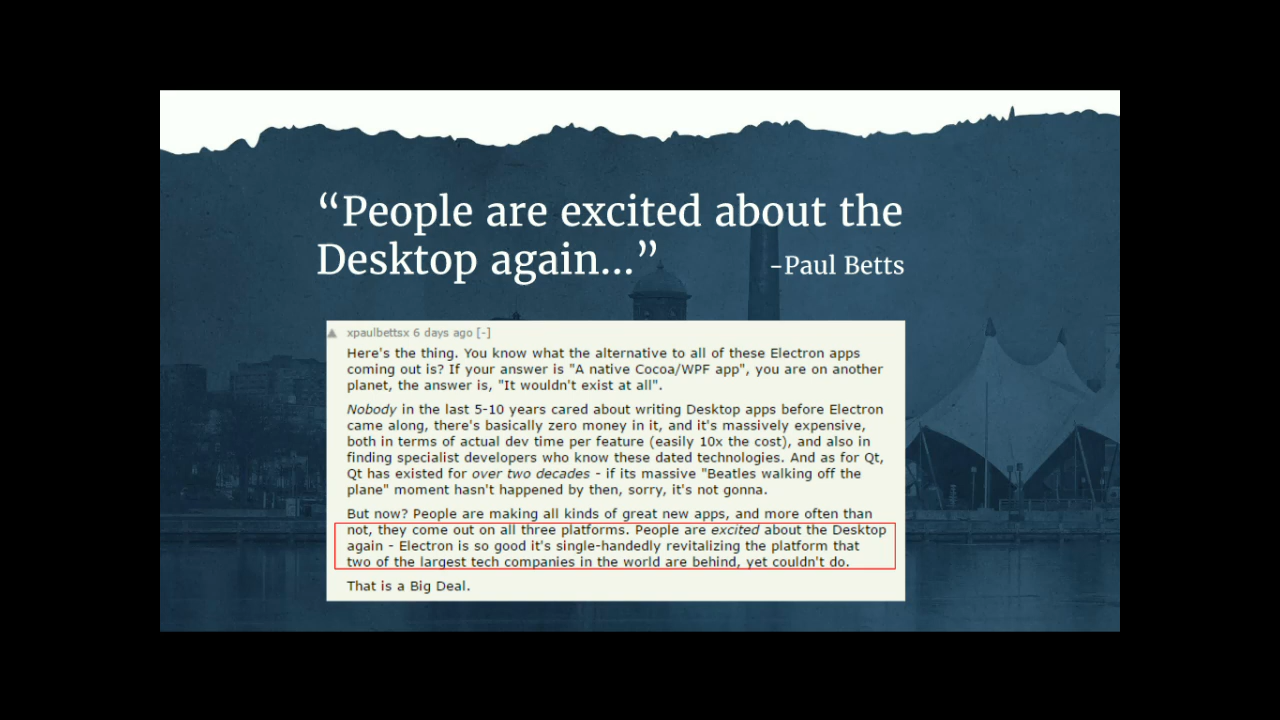 “People are excited about the
Desktop again...”
-Paul Betts
xpaulbettsx 6 days ago [-]
Here's the thing. You know what the alternative to all of these Electron apps
coming out is? If your answer is "A native Cocoa/WPF app", you are on another
planet, the answer is, "It wouldn't exist at all".
Nobody in the last 5-10 years cared about writing Desktop apps before Electron
came along, there's basically zero money in it, and it's massively expensive,
both in terms of actual dev time per feature (easily 10x the cost), and also in
finding specialist developers who know these dated technologies. And as for Qt,
Qt has existed for over two decades - if its massive "Beatles walking off the
plane" moment hasn't happened by then, sorry, it's not gonna.
But now? People are making all kinds of great new apps, and more often than
not, they come out on all three platforms. People are excited about the Desktop
again - Electron is so good it's single-handedly revitalizing the platform that
two of the largest tech companies in the world are behind, yet couldn't do.
That is a Big Deal.